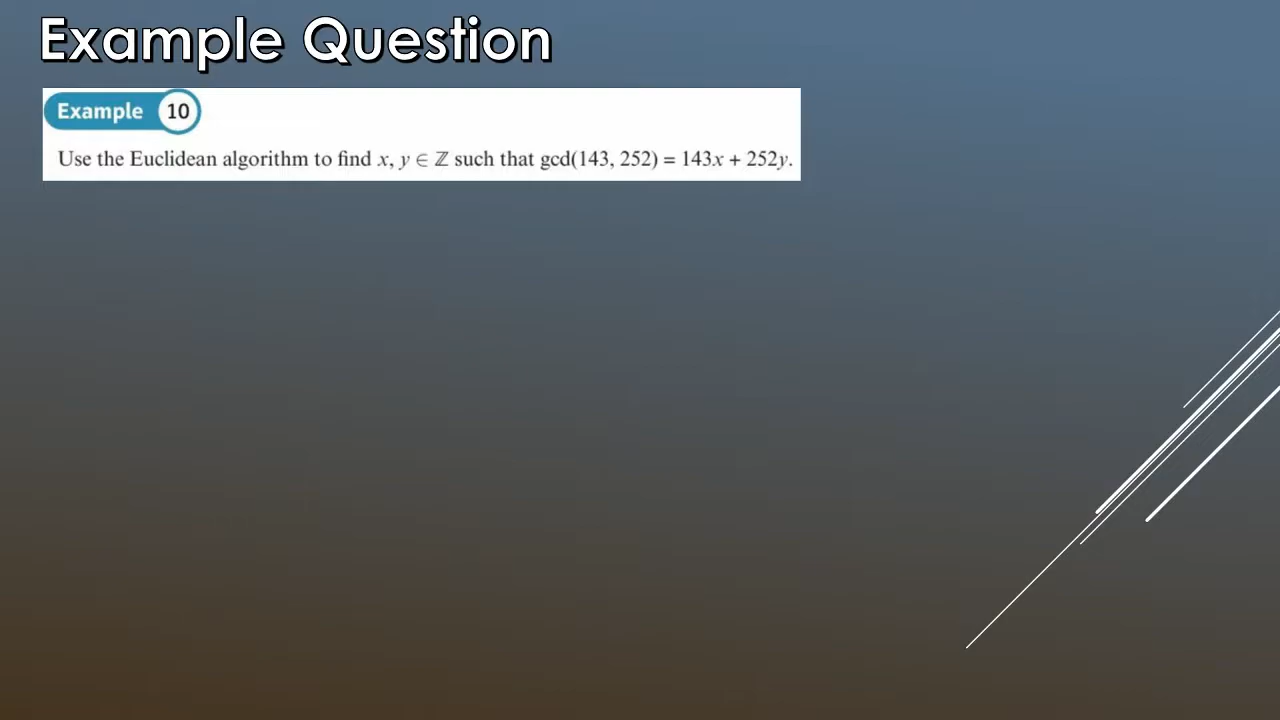 Example Question
Example 10
Use the Euclidean algorithm to find x, y ∈ ℤ such that gcd(143, 252) = 143x + 252y.